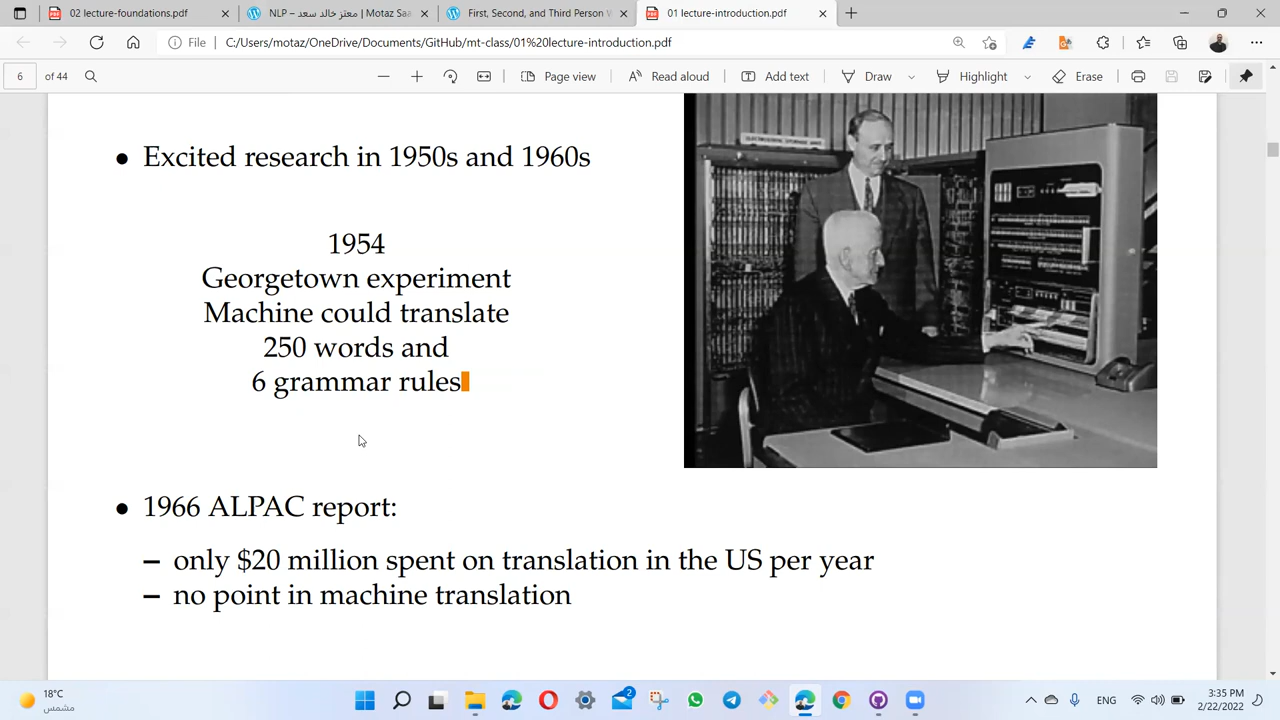 02 lecture-foundations.pdf
NLP – معتز خالد سعد | Motaz Saa
First, Second, and Third Person W
01 lecture-introduction.pdf
File
C:/Users/motaz/OneDrive/Documents/GitHub/mt-class/01%20lecture-introduction.pdf
6 of 44
Page view
Read aloud
Add text
Draw
Highlight
Erase
• Excited research in 1950s and 1960s
1954
Georgetown experiment
Machine could translate
250 words and
6 grammar rules
• 1966 ALPAC report:
– only $20 million spent on translation in the US per year
– no point in machine translation
18°C
مشمس
2
ENG
3:35 PM
2/22/2022